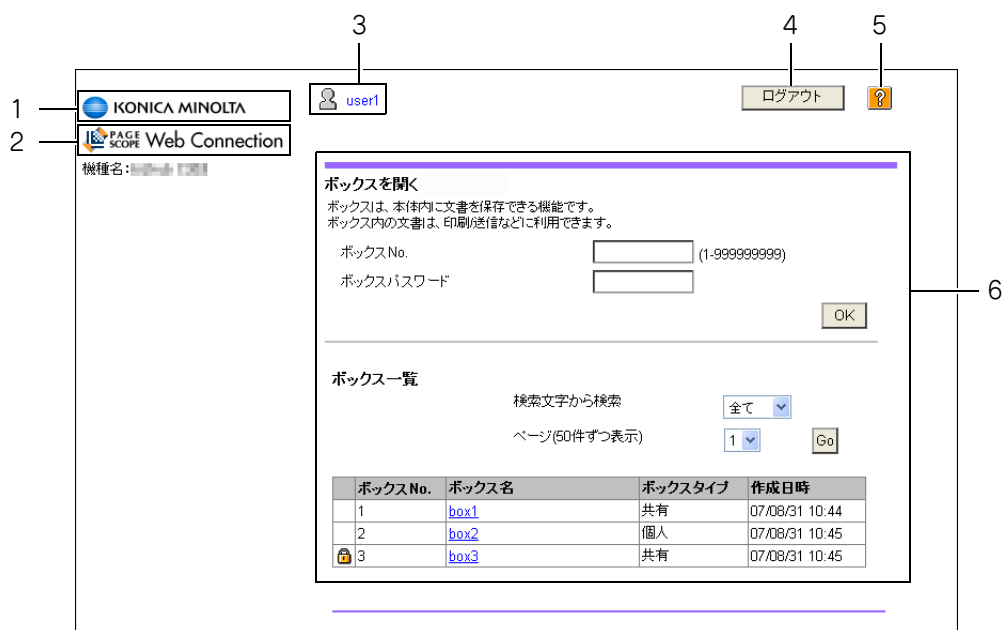 3
4
5
1
KONICA MINOLTA
user1
ログアウト
?
2
PAGE SCOPE Web Connection
機種名:
ボックスを開く
ボックスは、本体内に文書を保存できる機能です。
ボックス内の文書は、印刷/送信などに利用できます。
ボックスNo.
(1-999999999)
ボックスパスワード
6
OK
ボックス一覧
検索文字から検索
全て
ページ(50件ずつ表示)
1
Go
ボックスNo. ボックス名 ボックスタイプ 作成日時
1 box1 共有 07/08/31 10:44
2 box2 個人 07/08/31 10:45
3 box3 共有 07/08/31 10:45